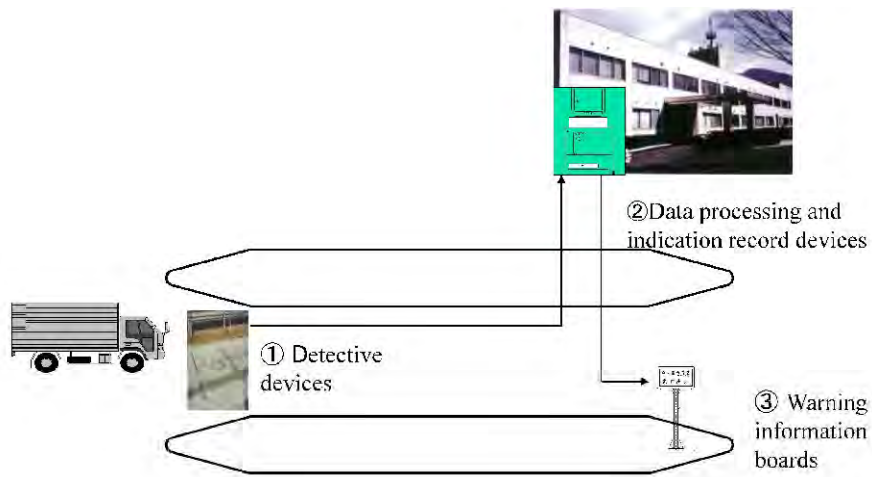 ②Data processing and
indication record devices
① Detective
devices
③ Warning
information
boards